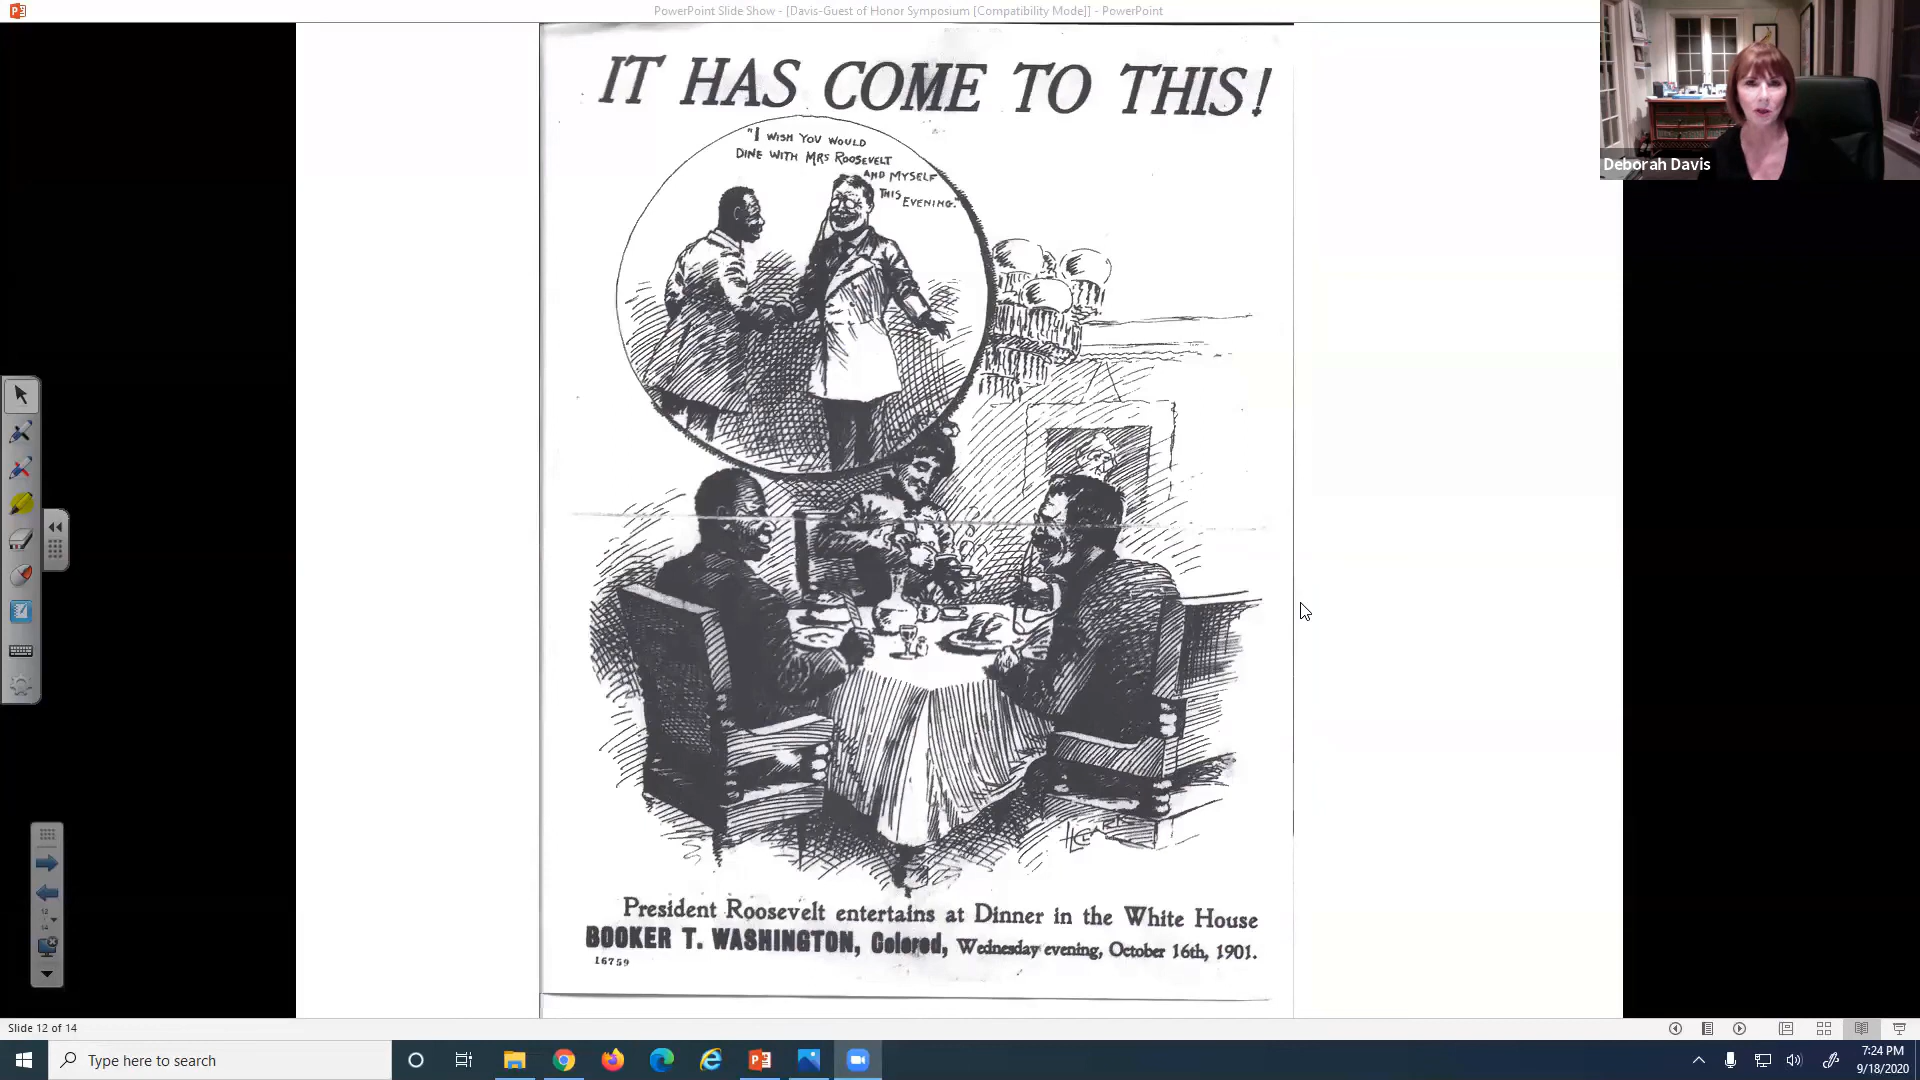 PowerPoint Slide Show - [Davis-Guest of Honor Symposium [Compatibility Mode]] - PowerPoint
Deborah Davis
IT HAS COME TO THIS!
"I WISH YOU WOULD
DINE WITH MRS ROOSEVELT
AND MYSELF
THIS
EVENING."
President Roosevelt entertains at Dinner in the White House
BOOKER T. WASHINGTON, Colored, Wednesday evening, October 16th, 1901.
16759
Slide 12 of 14
Type here to search
7:24 PM
9/18/2020